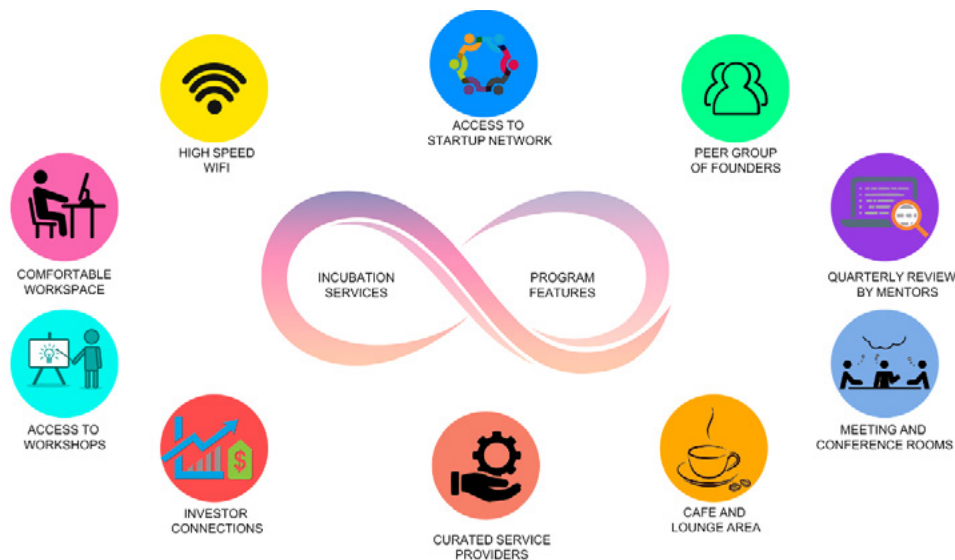 ACCESS TO
STARTUP NETWORK
HIGH SPEED
WIFI
PEER GROUP
OF FOUNDERS
COMFORTABLE
WORKSPACE
INCUBATION
SERVICES
PROGRAM
FEATURES
QUARTERLY REVIEW
BY MENTORS
ACCESS TO
WORKSHOPS
MEETING AND
CONFERENCE ROOMS
INVESTOR
CONNECTIONS
$
CURATED SERVICE
PROVIDERS
CAFE AND
LOUNGE AREA